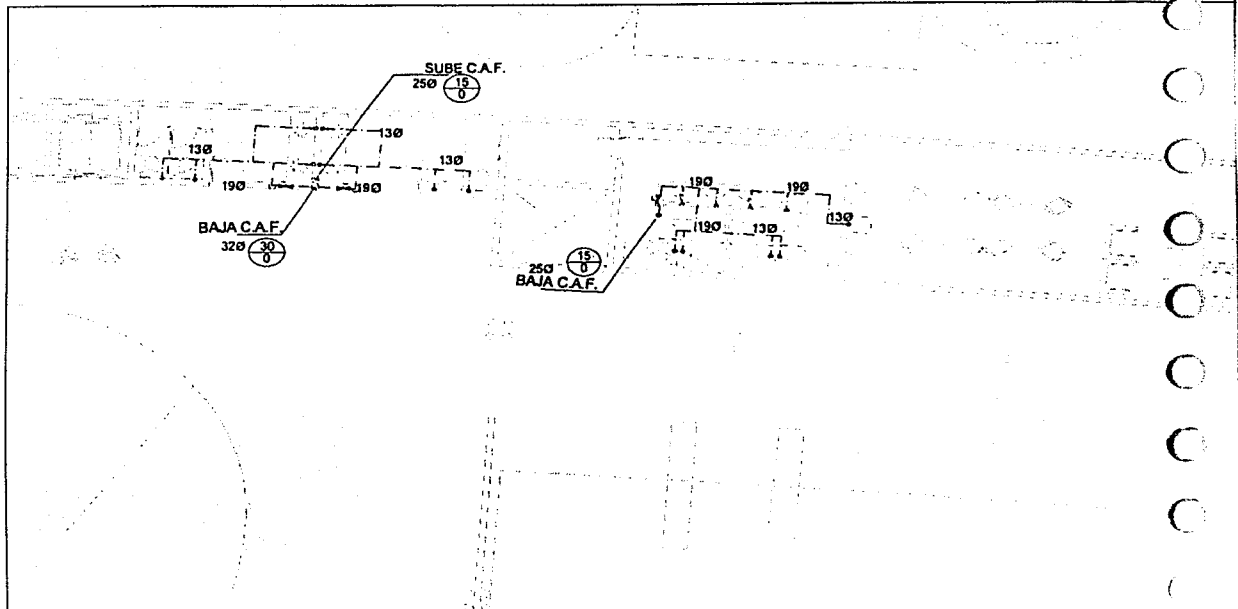 SUBE C.A.F.
25Ø 15
0
13Ø
13Ø
13Ø
19Ø
19Ø
BAJA C.A.F.
32Ø 30
0
19Ø
19Ø
13Ø
19Ø
13Ø
25Ø 15
0
BAJA C.A.F.